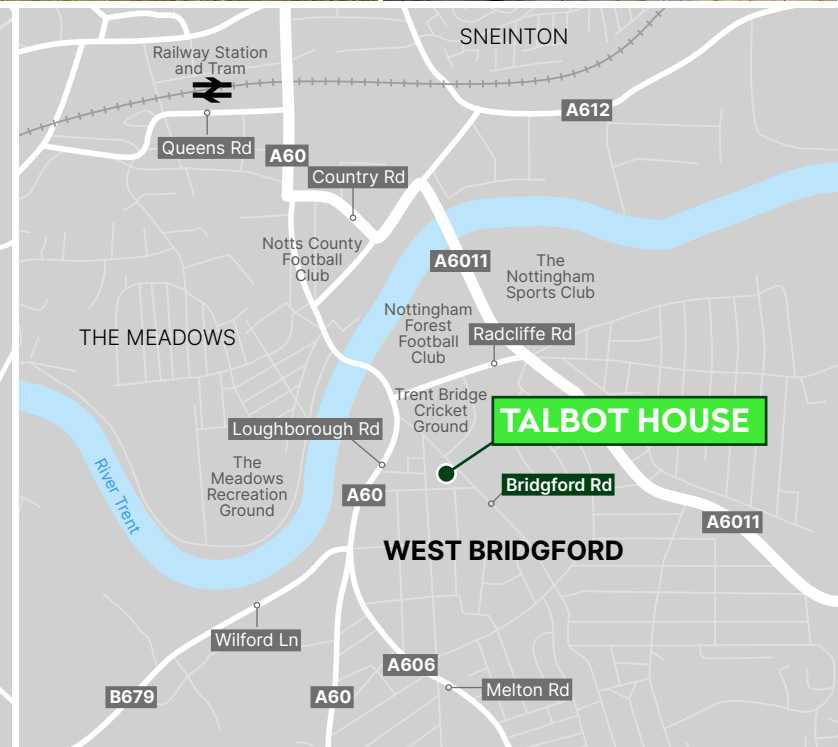 SNEINTON
Railway Station
and Tram
A612
Queens Rd
A60
Country Rd
Notts County
Football
Club
A6011
The
Nottingham
Sports Club
Nottingham
Forest
Football
Club
Radcliffe Rd
THE MEADOWS
Trent Bridge
Cricket
Ground
TALBOT HOUSE
Loughborough Rd
The
Meadows
Recreation
Ground
River Trent
A60
Bridgford Rd
A6011
WEST BRIDGFORD
Wilford Ln
A606
B679
A60
Melton Rd